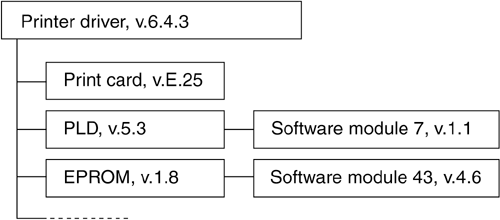 Printer driver, v.6.4.3
Print card, v.E.25
PLD, v.5.3
Software module 7, v.1.1
EPROM, v.1.8
Software module 43, v.4.6